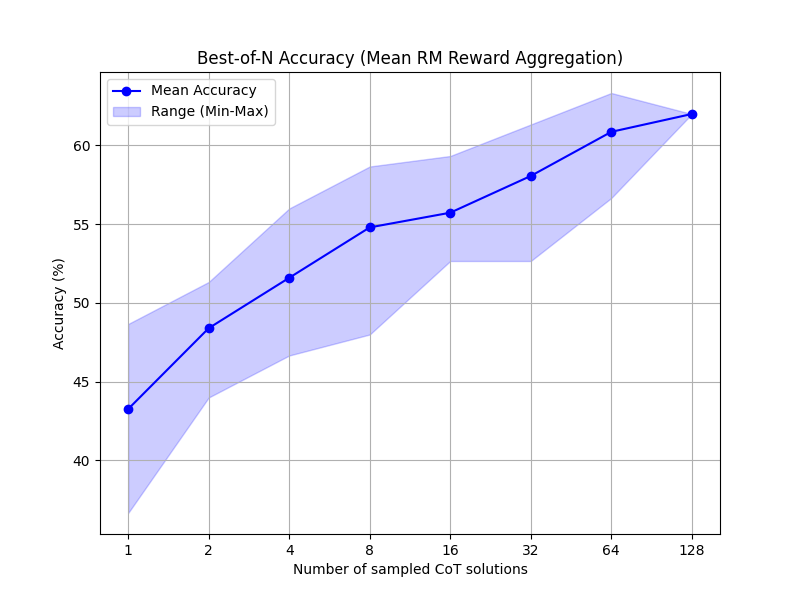 Best-of-N Accuracy (Mean RM Reward Aggregation)
Mean Accuracy
Range (Min-Max)
Accuracy (%)
60
55
50
45
40
1 2 4 8 16 32 64 128
Number of sampled CoT solutions